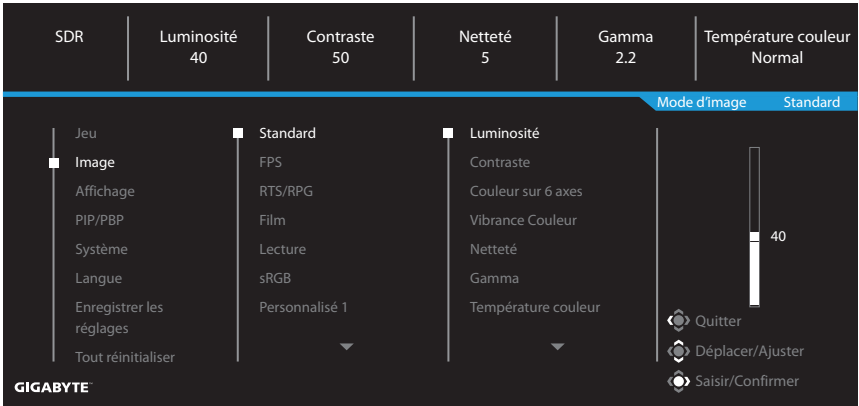 SDR
Luminosité
40
Contraste
50
Netteté
5
Gamma
2.2
Température couleur
Normal
Mode d'image Standard
Jeu
Image
Affichage
PIP/PBP
Système
Langue
Enregistrer les
réglages
Tout réinitialiser
Standard
FPS
RTS/RPG
Film
Lecture
sRGB
Personnalisé 1
Luminosité
Contraste
Couleur sur 6 axes
Vibrance Couleur
Netteté
Gamma
Température couleur
40
Quitter
Déplacer/Ajuster
Saisir/Confirmer
GIGABYTE™